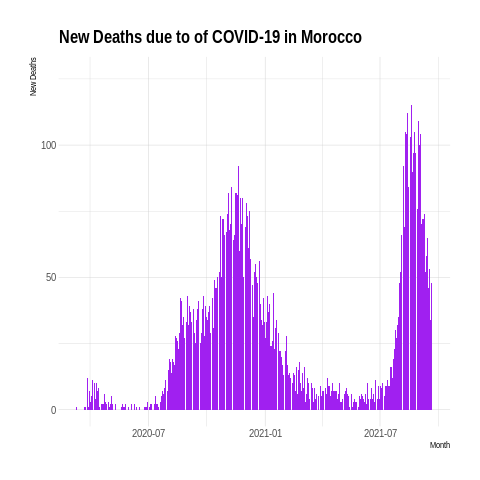 New Deaths due to of COVID-19 in Morocco
New Deaths
100
50
0
2020-07 2021-01 2021-07
Month